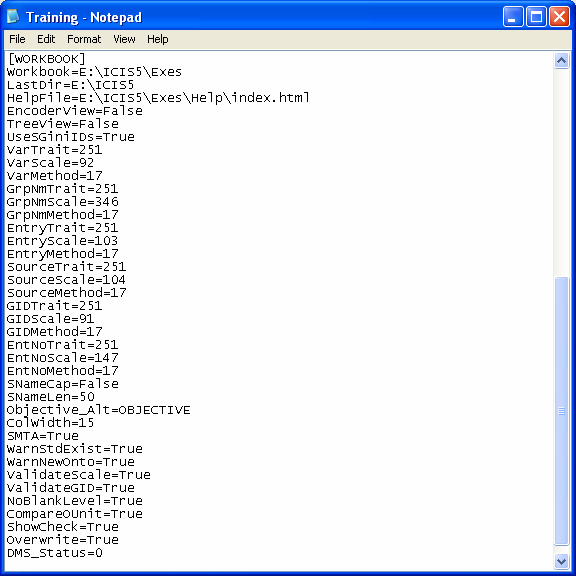 Training - Notepad
File Edit Format View Help
[WORKBOOK]
Workbook=E:\ICIS5\Exes
LastDir=E:\ICIS5
HelpFile=E:\ICIS5\Exes\Help\index.html
EncoderView=False
TreeView=False
UseSGiniIDs=True
VarTrait=251
VarScale=92
VarMethod=17
GrpNmTrait=251
GrpNmScale=346
GrpNmMethod=17
EntryTrait=251
EntryScale=103
EntryMethod=17
SourceTrait=251
SourceScale=104
SourceMethod=17
GIDTrait=251
GIDScale=91
GIDMethod=17
EntNoTrait=251
EntNoScale=147
EntNoMethod=17
SNameCap=False
SNameLen=50
Objective_Alt=OBJECTIVE
ColWidth=15
SMTA=True
WarnStdExist=True
WarnNewOnto=True
ValidateScale=True
ValidateGID=True
NoBlankLevel=True
CompareOUnit=True
ShowCheck=True
Overwrite=True
DMS_Status=0